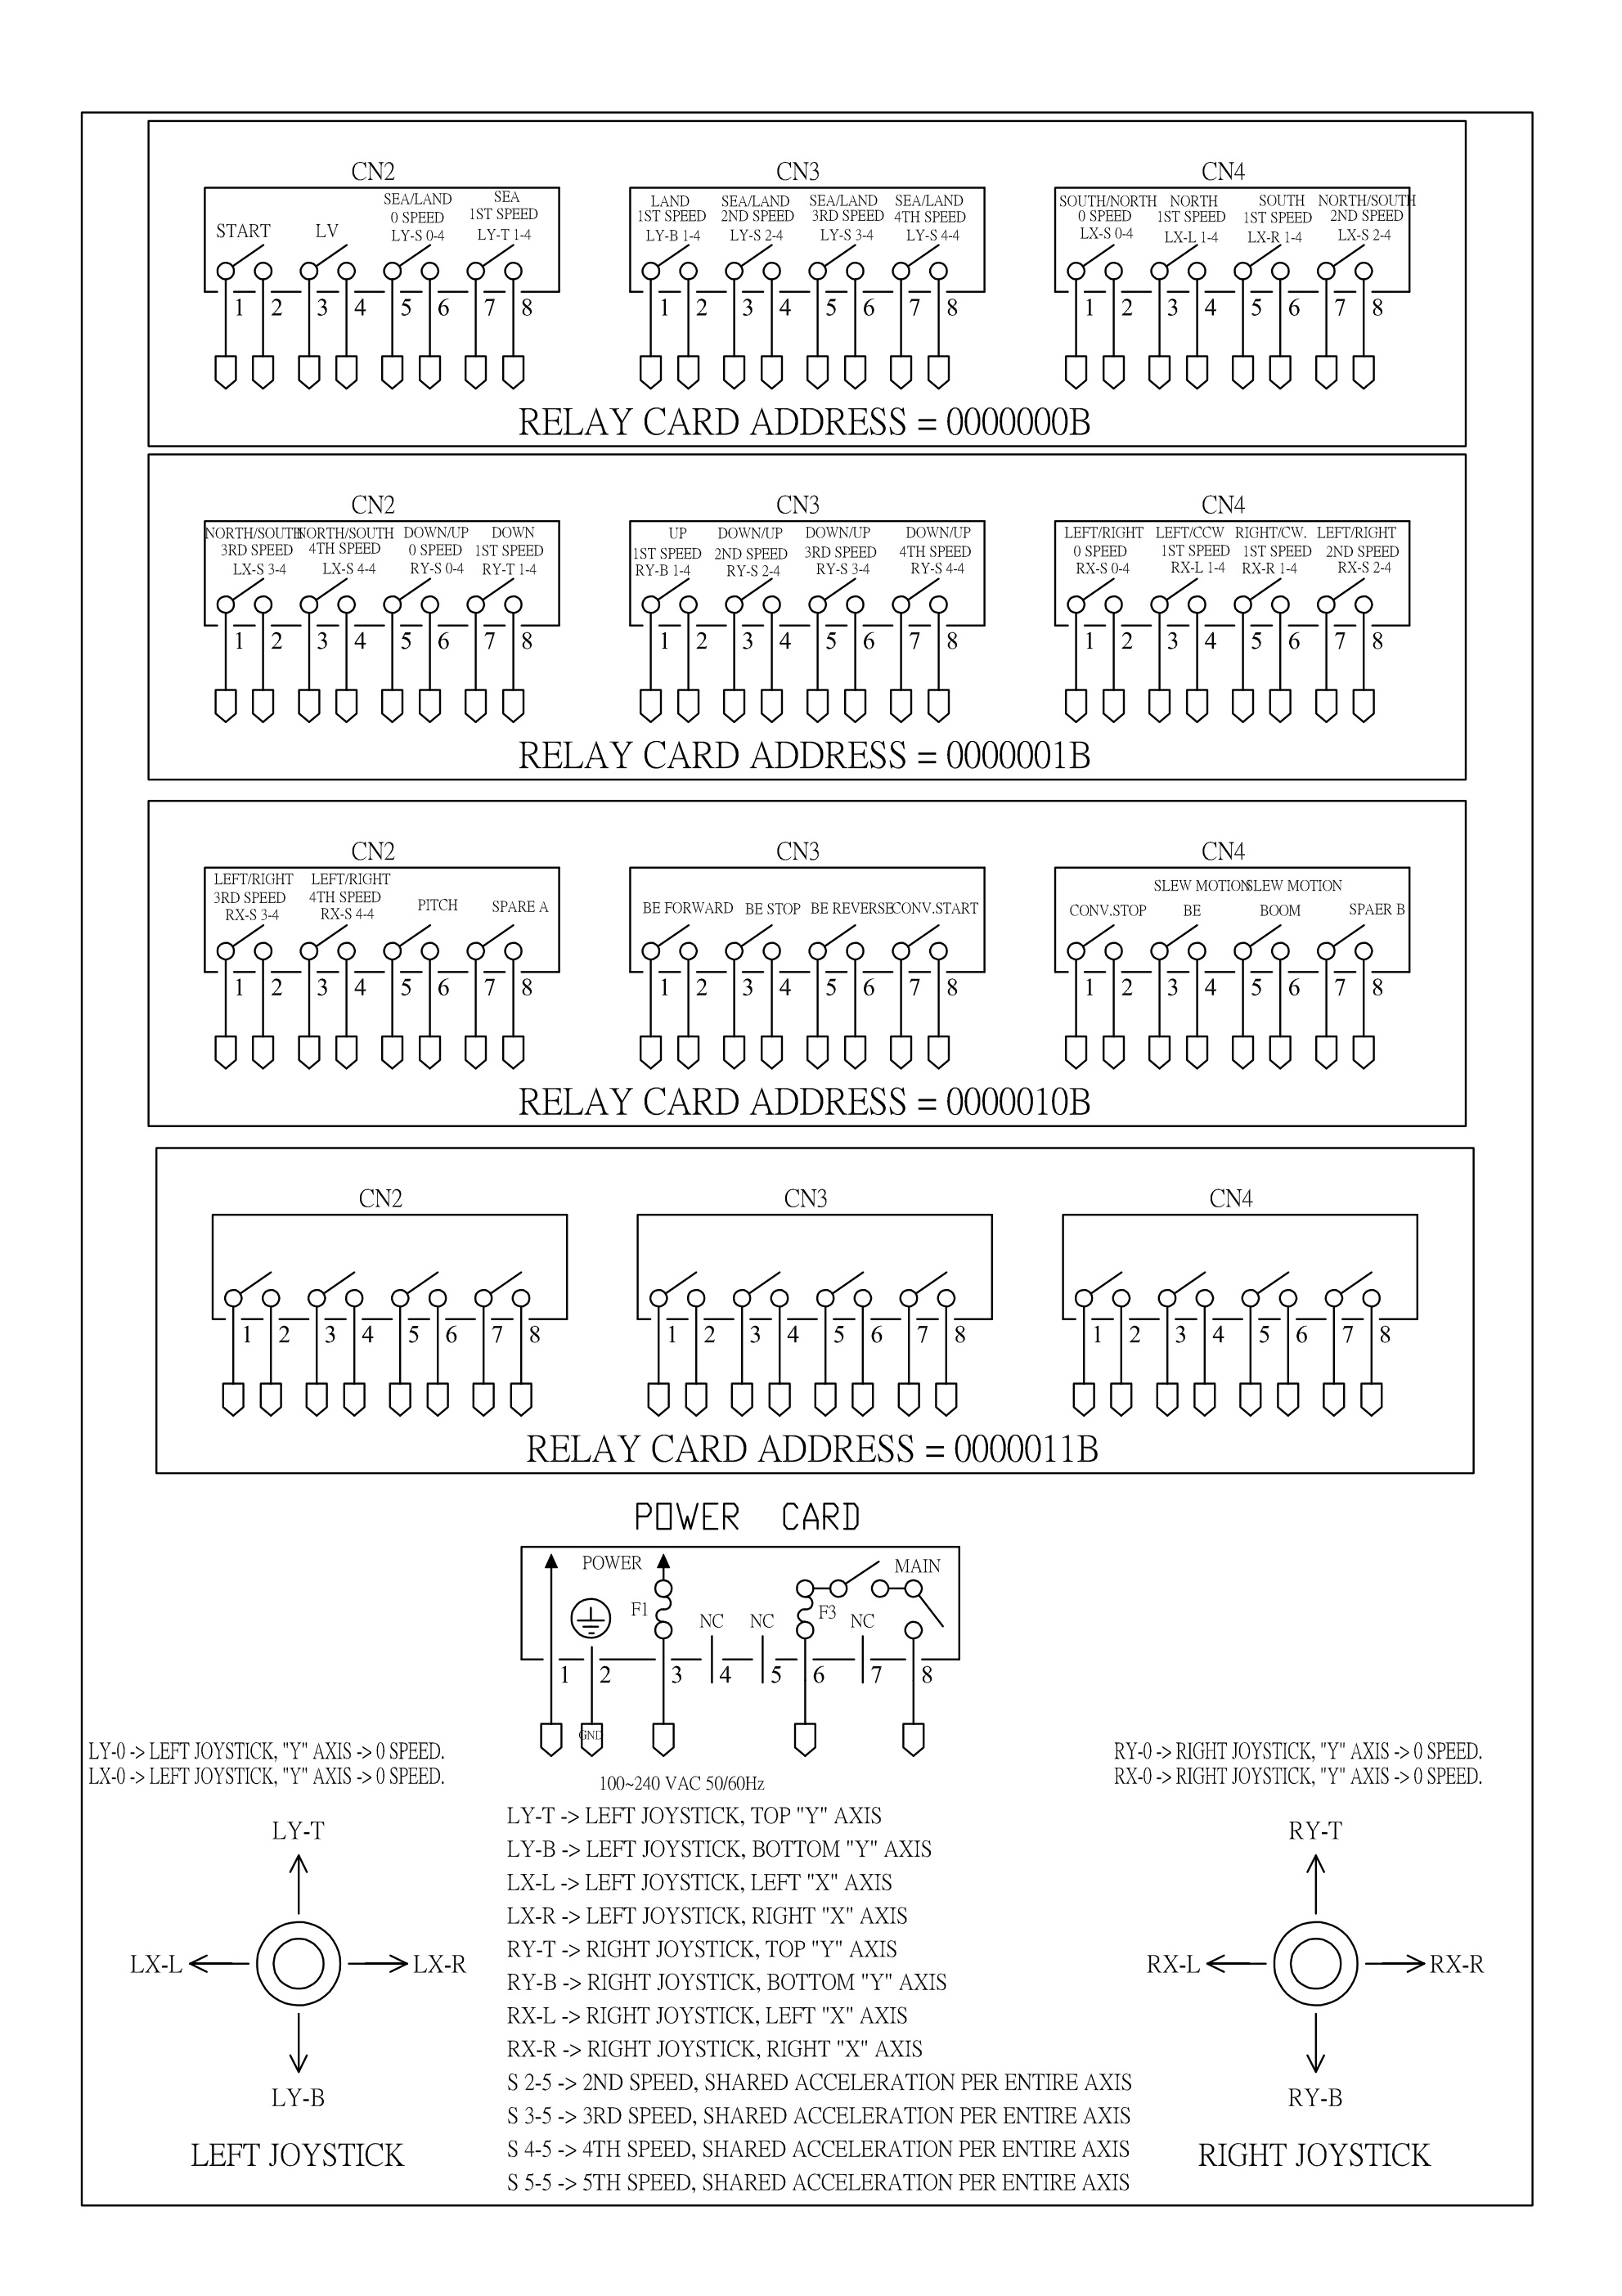 CN2
START
LV
SEA/LAND
0 SPEED
LY-S 0-4
SEA
1ST SPEED
LY-T 1-4
1 2 3 4 5 6 7 8
CN3
LAND
1ST SPEED
LY-B 1-4
SEA/LAND
2ND SPEED
LY-S 2-4
SEA/LAND
3RD SPEED
LY-S 3-4
SEA/LAND
4TH SPEED
LY-S 4-4
1 2 3 4 5 6 7 8
CN4
SOUTH/NORTH
0 SPEED
LX-S 0-4
NORTH
1ST SPEED
LX-L 1-4
SOUTH
1ST SPEED
LX-R 1-4
NORTH/SOUTH
2ND SPEED
LX-S 2-4
1 2 3 4 5 6 7 8
RELAY CARD ADDRESS = 0000000B
CN2
NORTH/SOUTH
3RD SPEED
LX-S 3-4
NORTH/SOUTH
4TH SPEED
LX-S 4-4
DOWN/UP
0 SPEED
RY-S 0-4
DOWN
1ST SPEED
RY-T 1-4
1 2 3 4 5 6 7 8
CN3
UP
1ST SPEED
RY-B 1-4
DOWN/UP
2ND SPEED
RY-S 2-4
DOWN/UP
3RD SPEED
RY-S 3-4
DOWN/UP
4TH SPEED
RY-S 4-4
1 2 3 4 5 6 7 8
CN4
LEFT/RIGHT
0 SPEED
RX-S 0-4
LEFT/CCW
1ST SPEED
RX-L 1-4
RIGHT/CW.
1ST SPEED
RX-R 1-4
LEFT/RIGHT
2ND SPEED
RX-S 2-4
1 2 3 4 5 6 7 8
RELAY CARD ADDRESS = 0000001B
CN2
LEFT/RIGHT
3RD SPEED
RX-S 3-4
LEFT/RIGHT
4TH SPEED
RX-S 4-4
PITCH
SPARE A
1 2 3 4 5 6 7 8
CN3
BE FORWARD
BE STOP
BE REVERSE
CONV.START
1 2 3 4 5 6 7 8
CN4
CONV.STOP
SLEW MOTION
BE
SLEW MOTION
BOOM
SPAER B
1 2 3 4 5 6 7 8
RELAY CARD ADDRESS = 0000010B
CN2
1 2 3 4 5 6 7 8
CN3
1 2 3 4 5 6 7 8
CN4
1 2 3 4 5 6 7 8
RELAY CARD ADDRESS = 0000011B
POWER CARD
POWER
MAIN
F1
NC
NC
F3
NC
1 2 3 4 5 6 7 8
GND
100~240 VAC 50/60Hz
LY-0 -> LEFT JOYSTICK, "Y" AXIS -> 0 SPEED.
LX-0 -> LEFT JOYSTICK, "Y" AXIS -> 0 SPEED.
LY-T
LX-L
LX-R
LY-B
LEFT JOYSTICK
LY-T -> LEFT JOYSTICK, TOP "Y" AXIS
LY-B -> LEFT JOYSTICK, BOTTOM "Y" AXIS
LX-L -> LEFT JOYSTICK, LEFT "X" AXIS
LX-R -> LEFT JOYSTICK, RIGHT "X" AXIS
RY-T -> RIGHT JOYSTICK, TOP "Y" AXIS
RY-B -> RIGHT JOYSTICK, BOTTOM "Y" AXIS
RX-L -> RIGHT JOYSTICK, LEFT "X" AXIS
RX-R -> RIGHT JOYSTICK, RIGHT "X" AXIS
S 2-5 -> 2ND SPEED, SHARED ACCELERATION PER ENTIRE AXIS
S 3-5 -> 3RD SPEED, SHARED ACCELERATION PER ENTIRE AXIS
S 4-5 -> 4TH SPEED, SHARED ACCELERATION PER ENTIRE AXIS
S 5-5 -> 5TH SPEED, SHARED ACCELERATION PER ENTIRE AXIS
RY-0 -> RIGHT JOYSTICK, "Y" AXIS -> 0 SPEED.
RX-0 -> RIGHT JOYSTICK, "Y" AXIS -> 0 SPEED.
RY-T
RX-L
RX-R
RY-B
RIGHT JOYSTICK